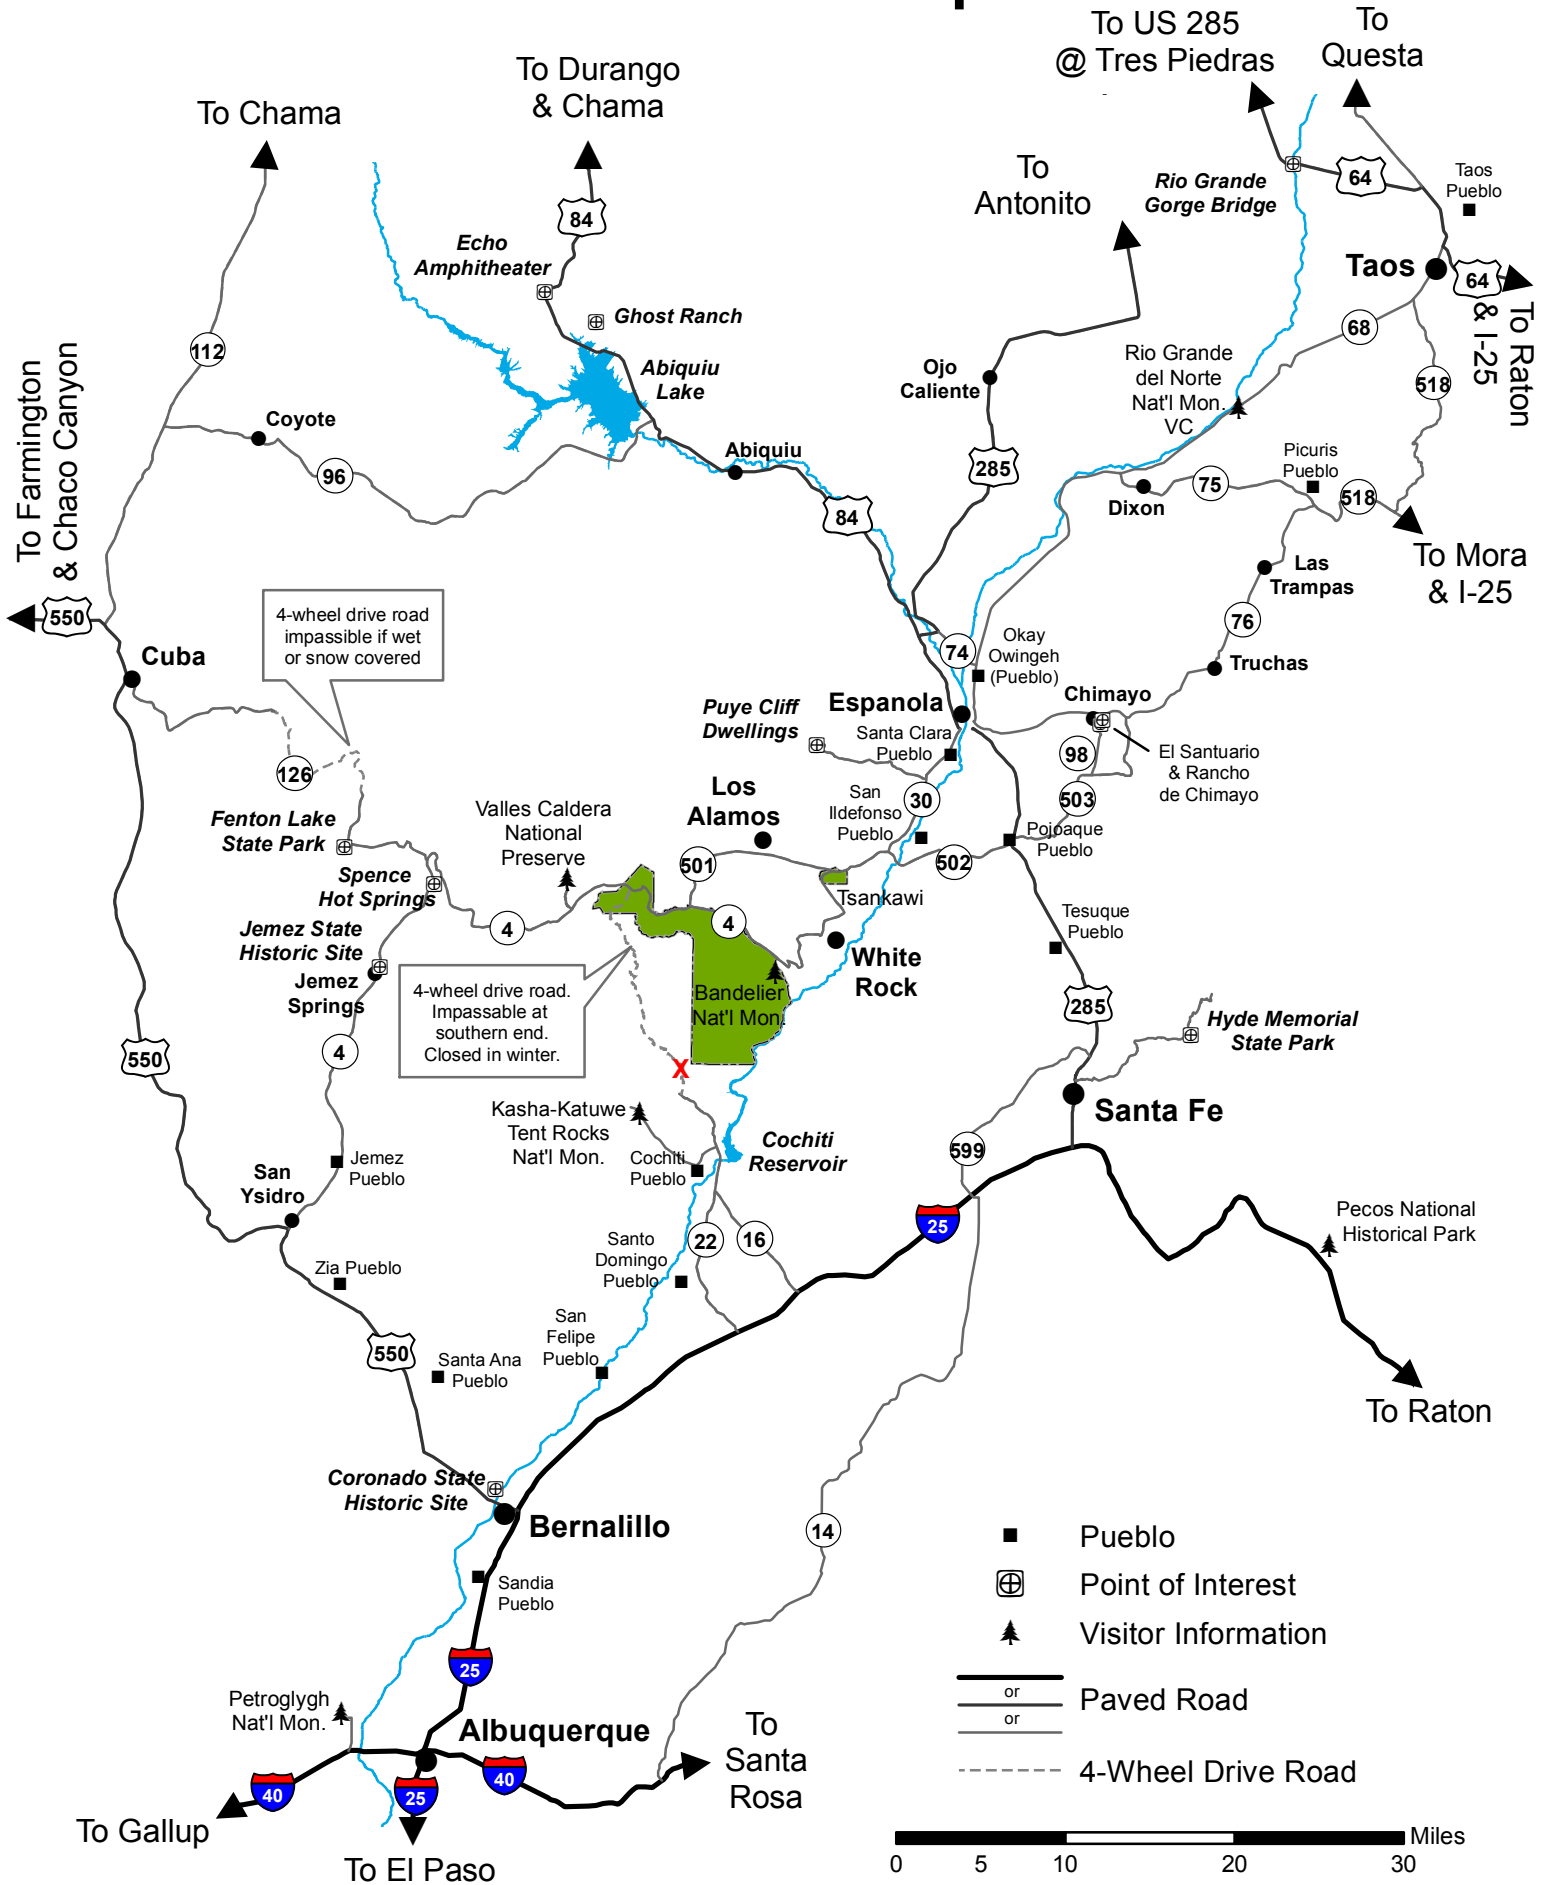 To US 285
@ Tres Piedras
To
Questa
To Durango
& Chama
To Chama
To
Antonito
Rio Grande
Gorge Bridge
64
Taos
Pueblo
84
Echo
Amphitheater
Ghost Ranch
Taos
64
To Raton
& I-25
112
Abiquiu
Lake
68
Rio Grande
del Norte
Nat'l Mon.
VC
Ojo
Caliente
518
To Farmington
& Chaco Canyon
Coyote
96
Abiquiu
285
Picuris
Pueblo
75
518
Dixon
84
To Mora
& I-25
Las
Trampas
76
550
4-wheel drive road
impassible if wet
or snow covered
Cuba
74
Okay
Owingeh
(Pueblo)
Truchas
Chimayo
Espanola
Puye Cliff
Dwellings
Santa Clara
Pueblo
98
El Santuario
& Rancho
de Chimayo
126
Los
Alamos
San
Ildefonso
Pueblo
30
503
Fenton Lake
State Park
Valles Caldera
National
Preserve
Pojoaque
Pueblo
501
502
Spence
Hot Springs
Tsankawi
4
4
Tesuque
Pueblo
Jemez State
Historic Site
Jemez
Springs
White
Rock
4-wheel drive road.
Impassable at
southern end.
Closed in winter.
Bandelier
Nat'l Mon.
285
Hyde Memorial
State Park
4
550
X
Kasha-Katuwe
Tent Rocks
Nat'l Mon.
Santa Fe
Cochiti
Reservoir
599
Jemez
Pueblo
Cochiti
Pueblo
San
Ysidro
25
Pecos National
Historical Park
22
16
Santo
Domingo
Pueblo
Zia Pueblo
San
Felipe
Pueblo
550
Santa Ana
Pueblo
To Raton
Coronado State
Historic Site
Bernalillo
14
Pueblo
Sandia
Pueblo
Point of Interest
Visitor Information
25
or
Paved Road
or
Petroglygh
Nat'l Mon.
Albuquerque
To
Santa
Rosa
4-Wheel Drive Road
40
40
25
To Gallup
To El Paso
Miles
0
5
10
20
30